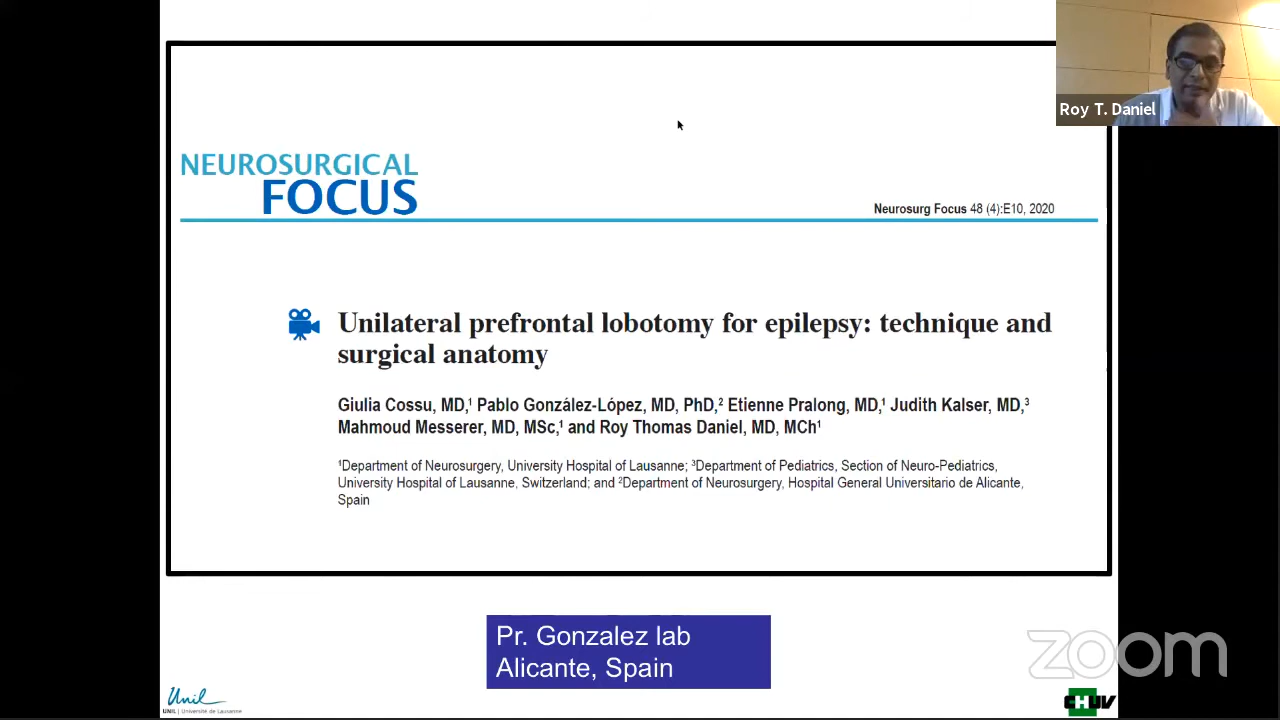 Roy T. Daniel
NEUROSURGICAL
FOCUS
Neurosurg Focus 48 (4):E10, 2020
Unilateral prefrontal lobotomy for epilepsy: technique and
surgical anatomy
Giulia Cossu, MD,¹ Pablo González-López, MD, PhD,² Etienne Pralong, MD,¹ Judith Kalser, MD,³
Mahmoud Messerer, MD, MSc,¹ and Roy Thomas Daniel, MD, MCh¹
¹Department of Neurosurgery, University Hospital of Lausanne; ³Department of Pediatrics, Section of Neuro-Pediatrics,
University Hospital of Lausanne, Switzerland; and ²Department of Neurosurgery, Hospital General Universitario de Alicante,
Spain
Pr. Gonzalez lab
Alicante, Spain
zoom
Unil
UNIL | Université de Lausanne
CHUV